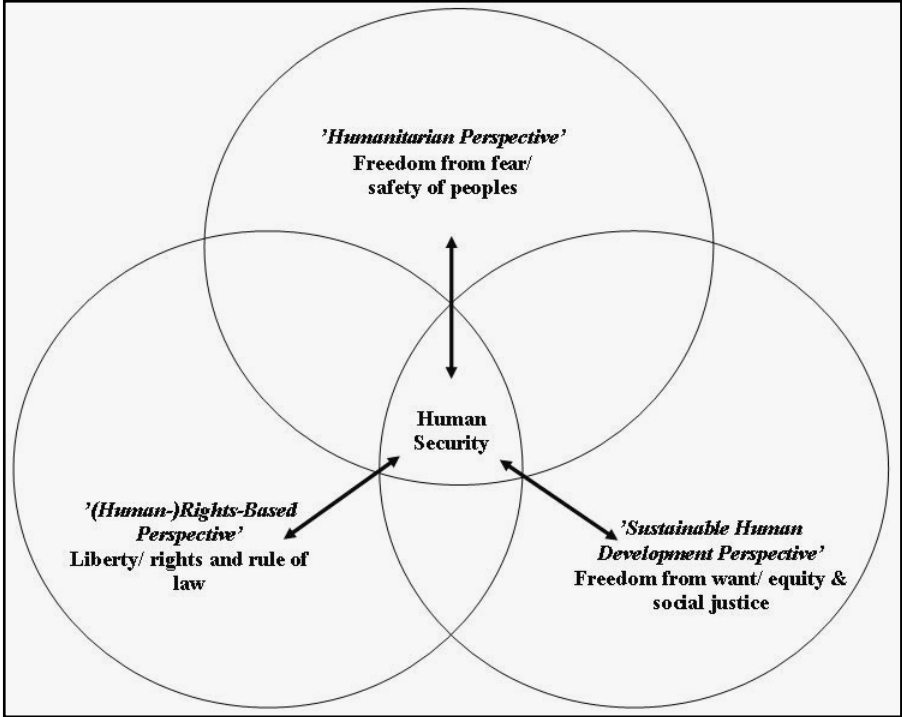 ’Humanitarian Perspective’
Freedom from fear/
safety of peoples
Human
Security
’(Human-)Rights-Based
Perspective’
Liberty/ rights and rule of
law
’Sustainable Human
Development Perspective’
Freedom from want/ equity &
social justice